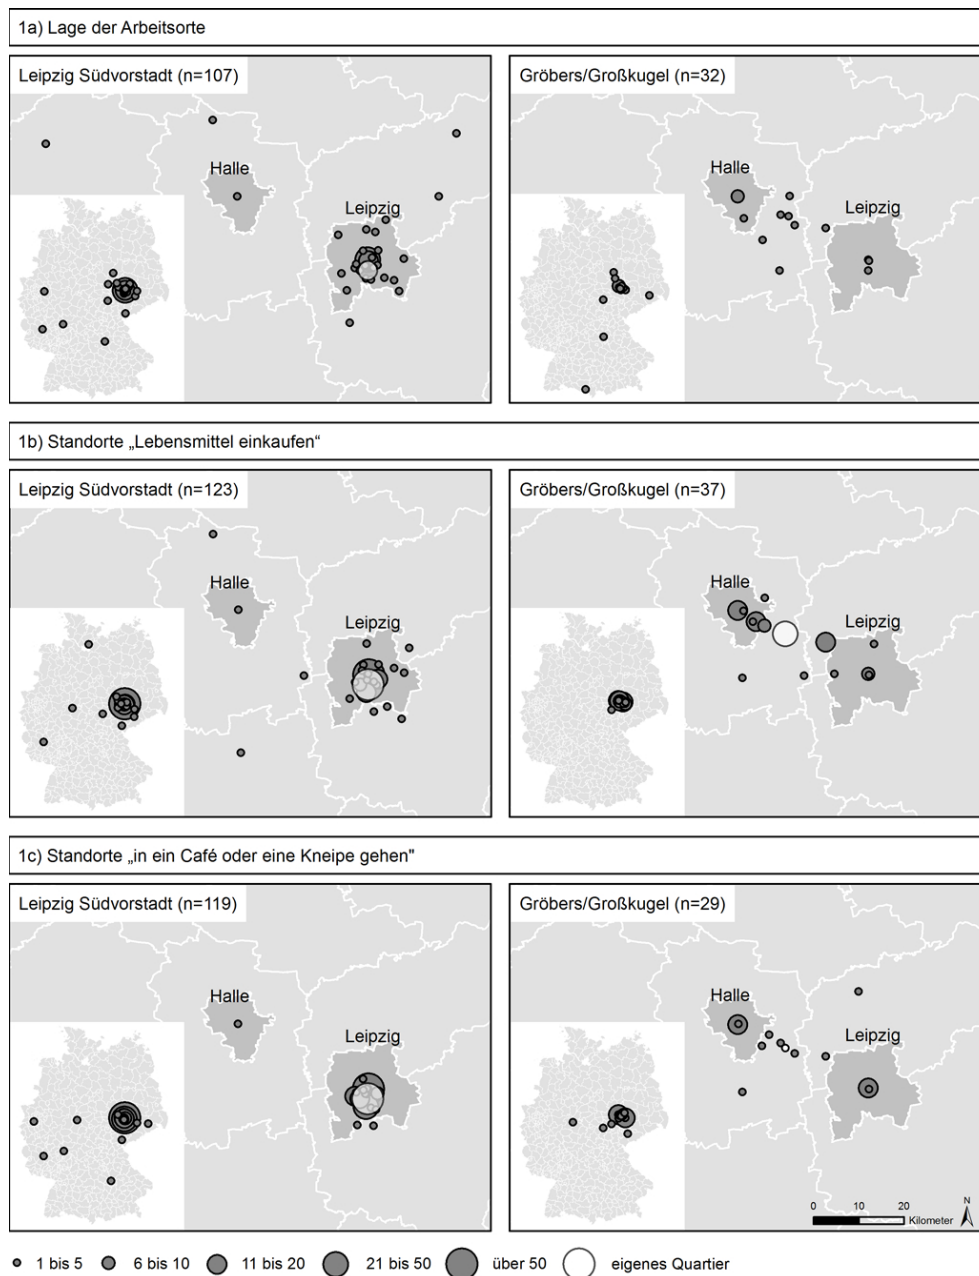 1a) Lage der Arbeitsorte
Leipzig Südvorstadt (n=107)
Halle
Leipzig
Gröbers/Großkugel (n=32)
Halle
Leipzig
1b) Standorte „Lebensmittel einkaufen“
Leipzig Südvorstadt (n=123)
Halle
Leipzig
Gröbers/Großkugel (n=37)
Halle
Leipzig
1c) Standorte „in ein Café oder eine Kneipe gehen"
Leipzig Südvorstadt (n=119)
Halle
Leipzig
Gröbers/Großkugel (n=29)
Halle
Leipzig
0 10 20
Kilometer
N
1 bis 5 6 bis 10 11 bis 20 21 bis 50 über 50 eigenes Quartier